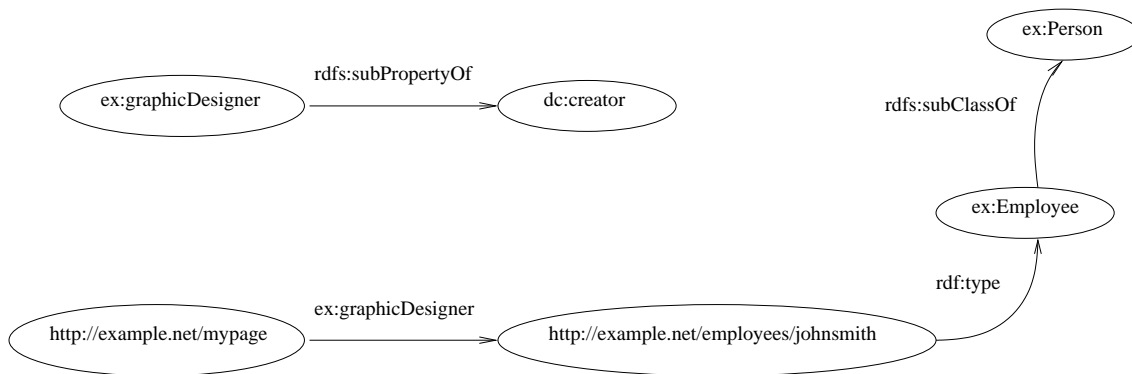 ex:Person
rdfs:subPropertyOf
ex:graphicDesigner
dc:creator
rdfs:subClassOf
ex:Employee
rdf:type
ex:graphicDesigner
http://example.net/mypage
http://example.net/employees/johnsmith